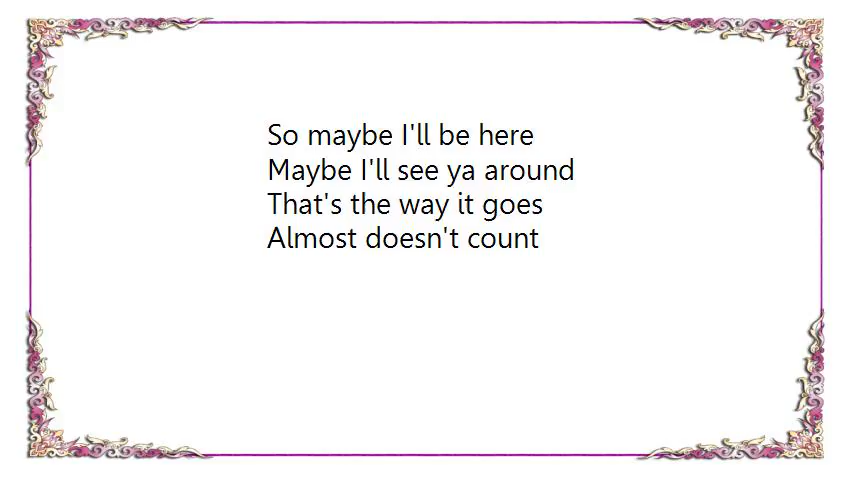 So maybe I'll be here
Maybe I'll see ya around
That's the way it goes
Almost doesn't count